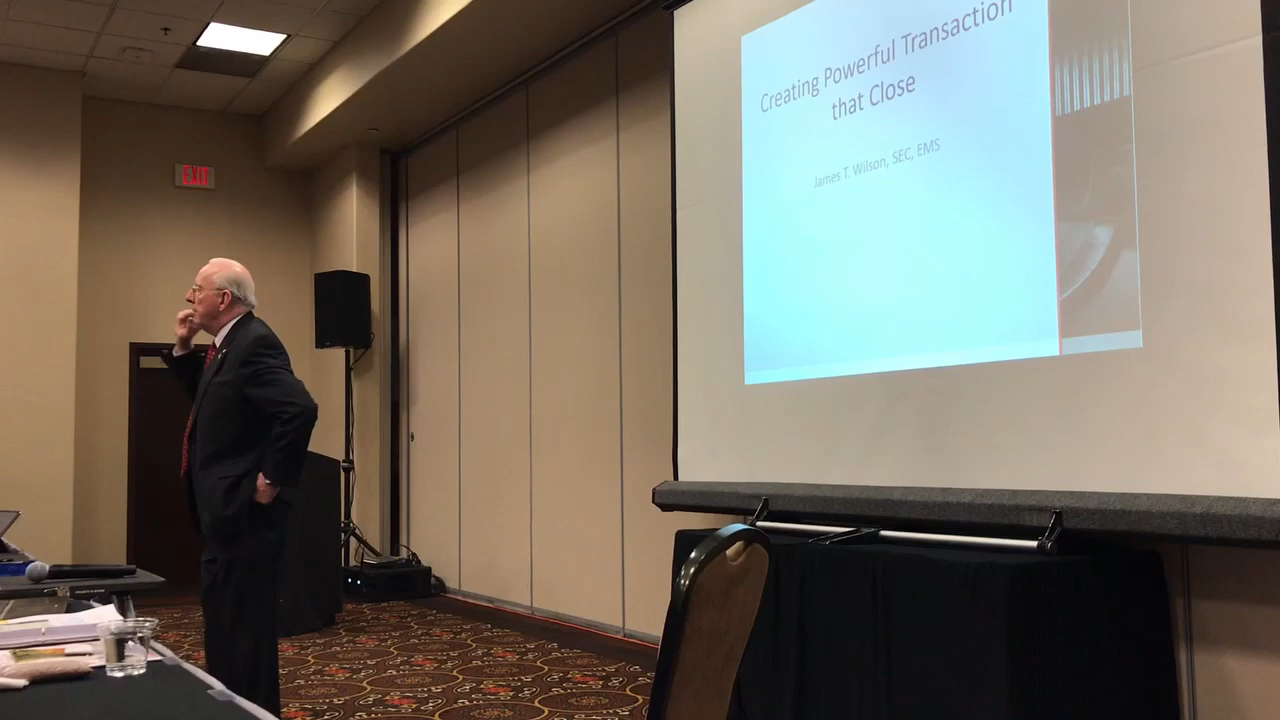 EXIT
Creating Powerful Transaction
that Close
James T. Wilson, SEC, EMS